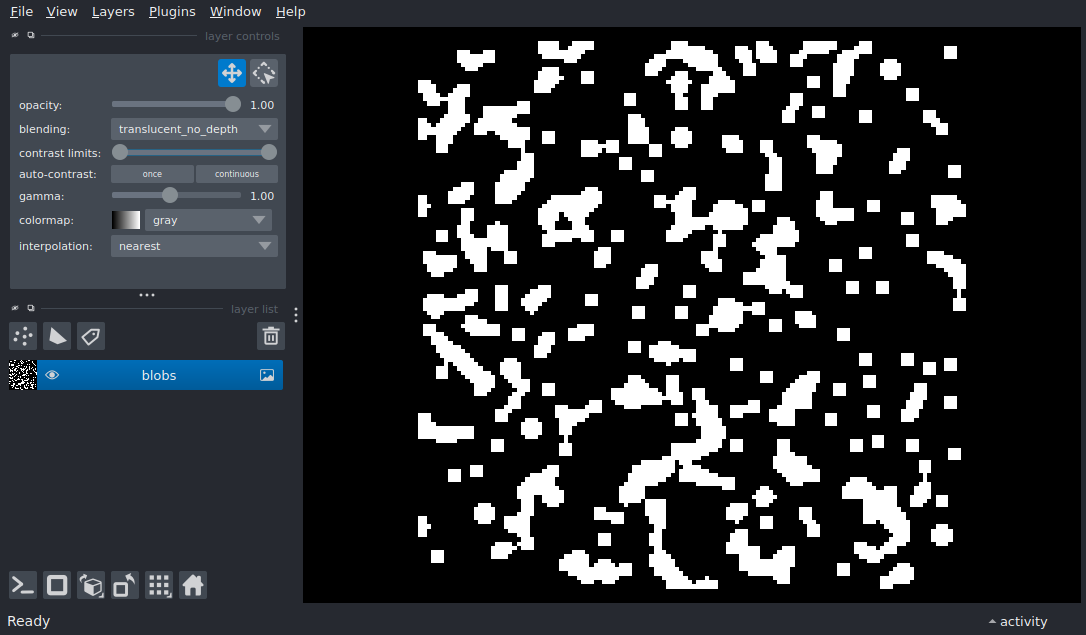 File View Layers Plugins Window Help
layer controls
opacity: 1.00
blending: translucent_no_depth
contrast limits:
auto-contrast: once continuous
gamma: 1.00
colormap: gray
interpolation: nearest
layer list
blobs
Ready activity